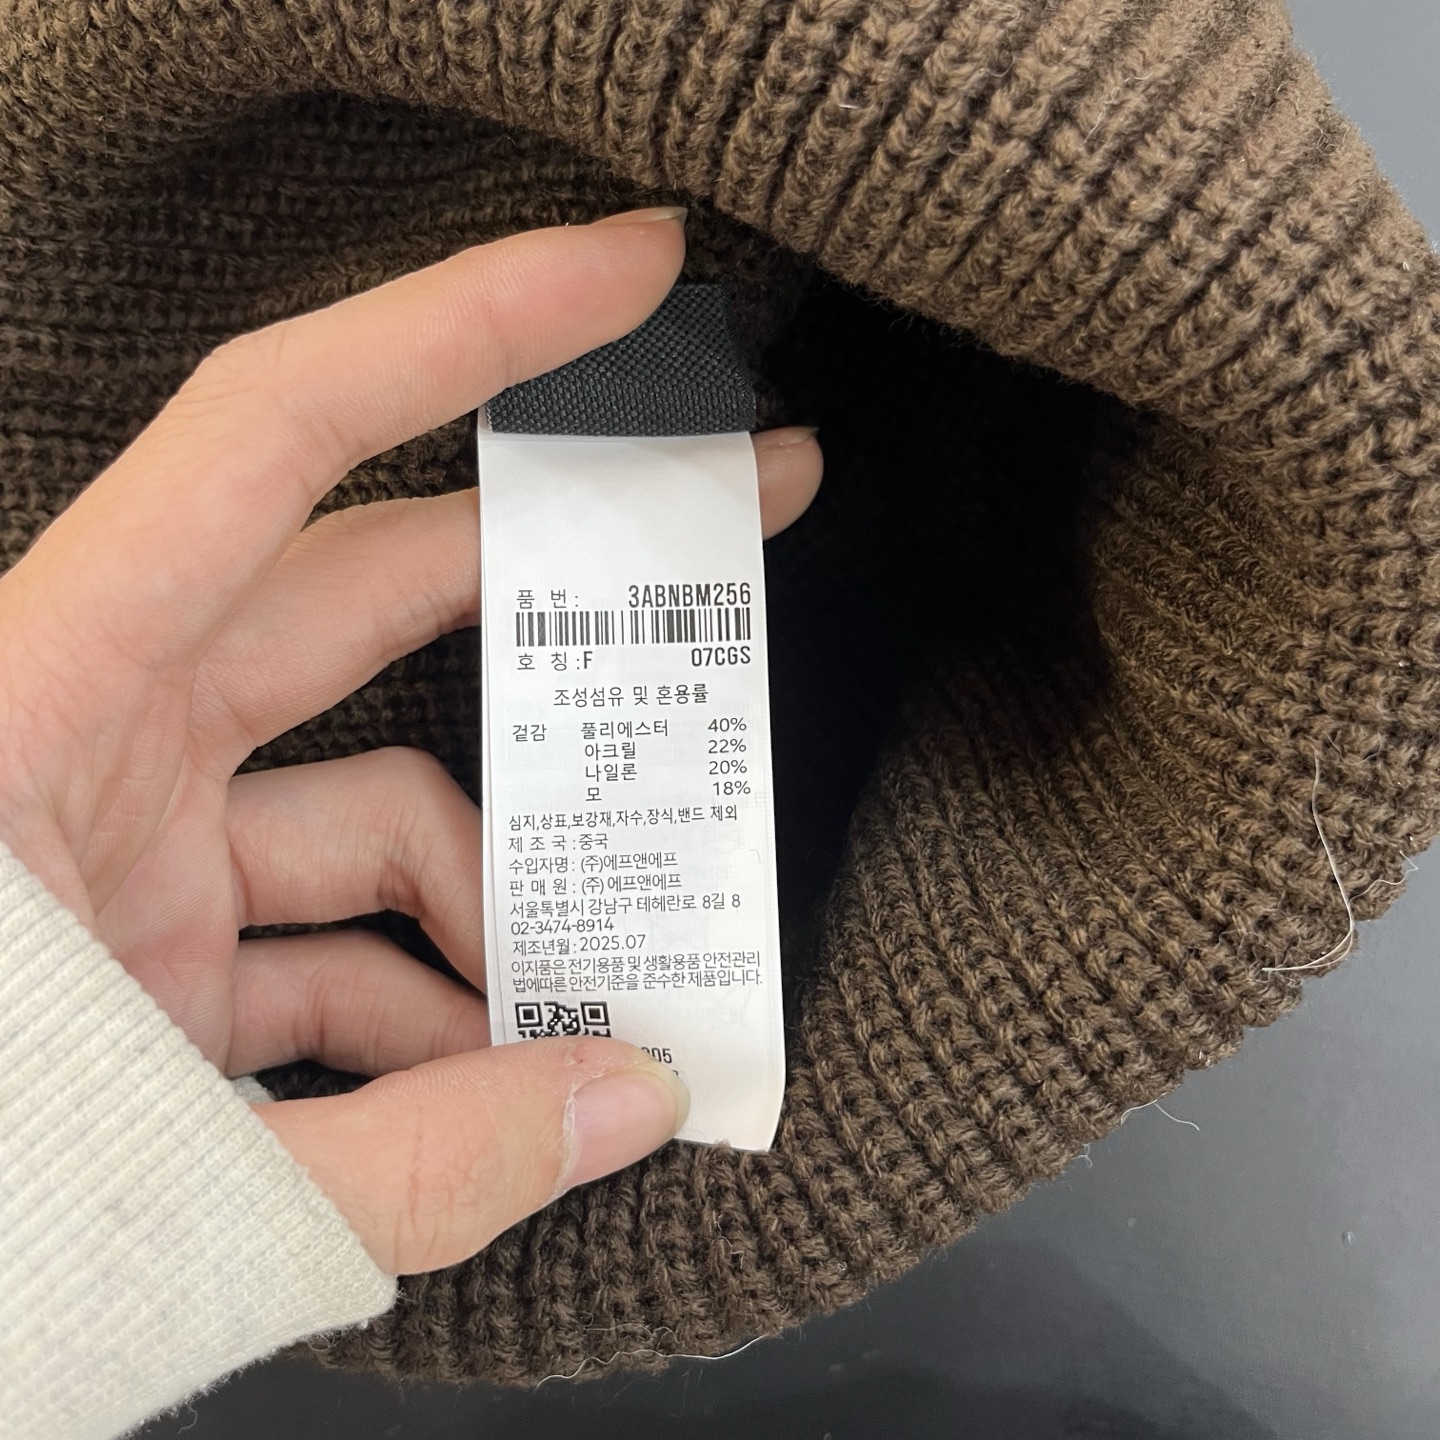 품 번 : 3ABNBM256
호 칭 : F 07CGS
조성섬유 및 혼용률
겉감 풀리에스터 40%
아크릴 22%
나일론 20%
모 18%
심지,상표,보강재,자수,장식,밴드 제외
제 조 국 : 중국
수입자명 : (주)에프앤에프
판 매 원 : (주)에프앤에프
서울특별시 강남구 테헤란로 8길 8
02-3474-8914
제조년월 : 2025.07
이지품은 전기용품 및 생활용품 안전관리
법에따른 안전기준을 준수한 제품입니다.